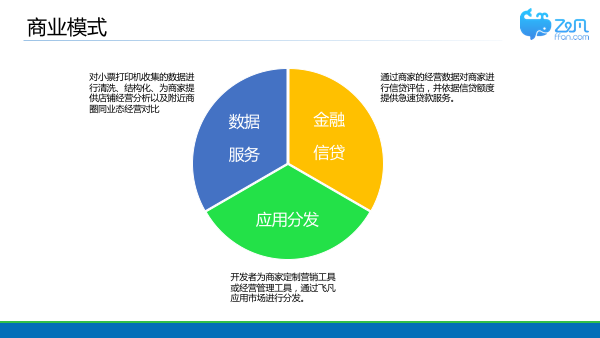 商业模式
飞凡
ffan.com
对小票打印机收集的数据进
行清洗、结构化、为商家提
供店铺经营分析以及附近商
圈同业态经营对比
通过商家的经营数据对商家进
行信贷评估，并依据信贷额度
提供急速贷款服务。
数据
服务
金融
信贷
应用分发
开发者为商家定制营销工具
或经营管理工具，通过飞凡
应用市场进行分发。